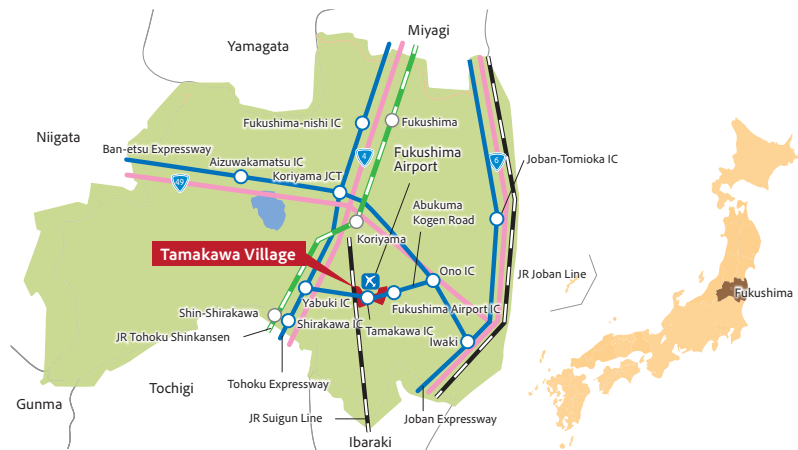 Miyagi
Yamagata
Niigata
Fukushima-nishi IC
Fukushima
Ban-etsu Expressway
Aizuwakamatsu IC
Koriyama JCT
4
Fukushima
Airport
6
Joban-Tomioka IC
49
Abukuma
Kogen Road
Koriyama
Tamakawa Village
Ono IC
JR Joban Line
Fukushima
Yabuki IC
Fukushima Airport IC
Shin-Shirakawa
Shirakawa IC
Tamakawa IC
JR Tohoku Shinkansen
Iwaki
Tochigi
Tohoku Expressway
Gunma
JR Suigun Line
Joban Expressway
Ibaraki